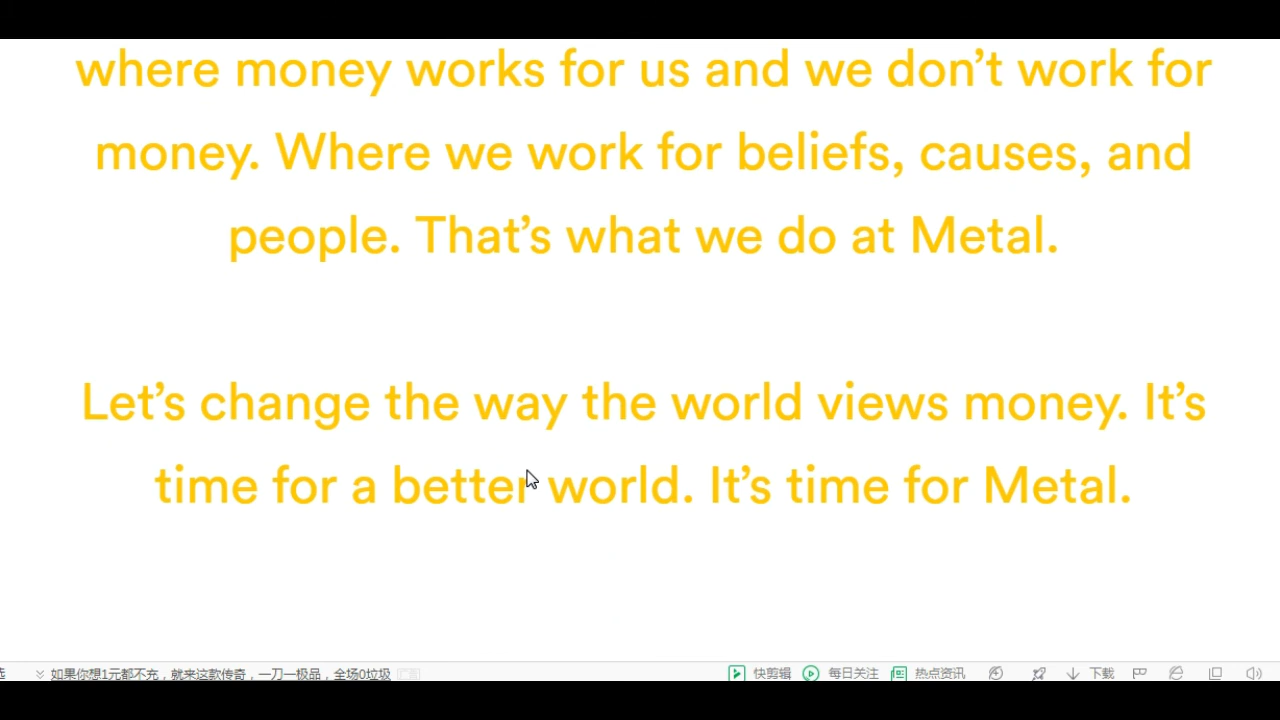 where money works for us and we don’t work for
money. Where we work for beliefs, causes, and
people. That’s what we do at Metal.
Let’s change the way the world views money. It’s
time for a better world. It’s time for Metal.
如果你想1元都不充，就来这款传奇，一刀一极品，全场0垃圾 快剪辑 每日关注 热点资讯 下载